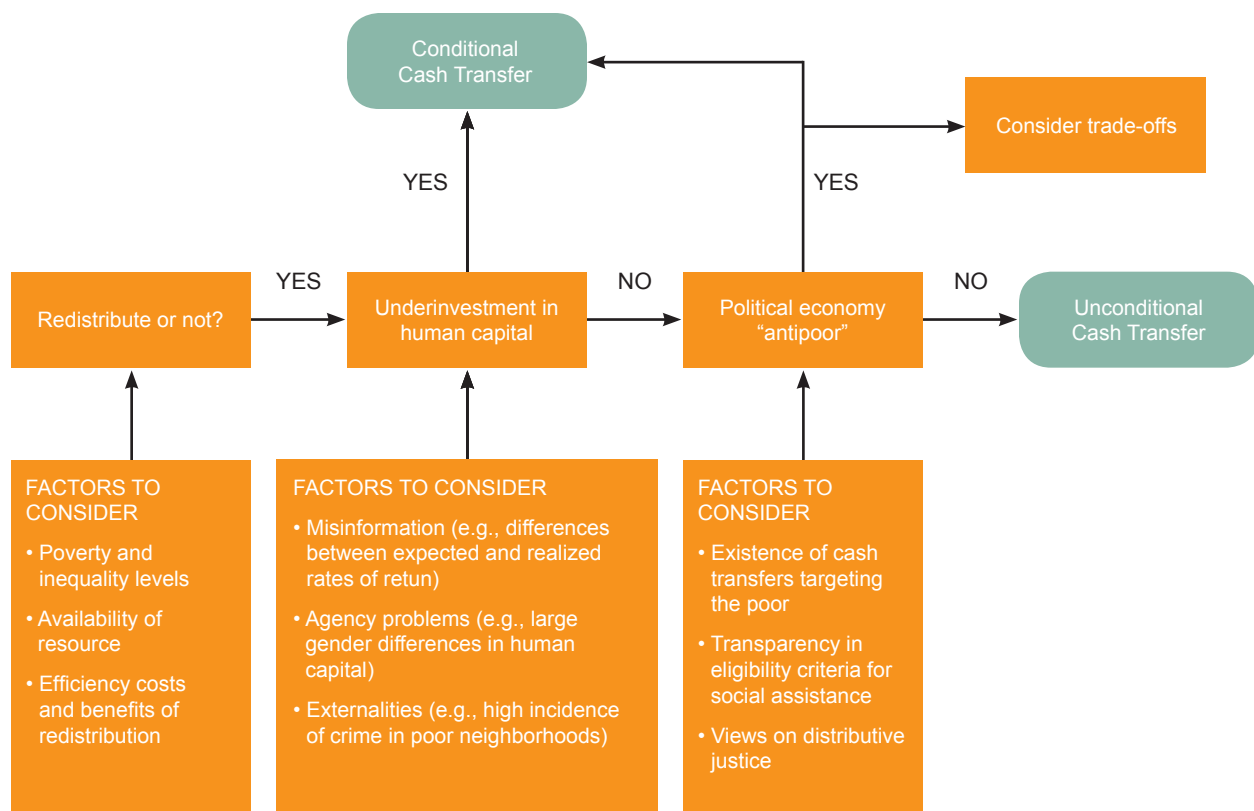 Conditional
Cash Transfer
Consider trade-offs
YES
YES
Redistribute or not?
YES
Underinvestment in
human capital
NO
Political economy
“antipoor”
NO
Unconditional
Cash Transfer
FACTORS TO
CONSIDER
• Poverty and
inequality levels
• Availability of
resource
• Efficiency costs
and benefits of
redistribution
FACTORS TO CONSIDER
• Misinformation (e.g., differences
between expected and realized
rates of retun)
• Agency problems (e.g., large
gender differences in human
capital)
• Externalities (e.g., high incidence
of crime in poor neighborhoods)
FACTORS TO
CONSIDER
• Existence of cash
transfers targeting
the poor
• Transparency in
eligibility criteria for
social assistance
• Views on distributive
justice